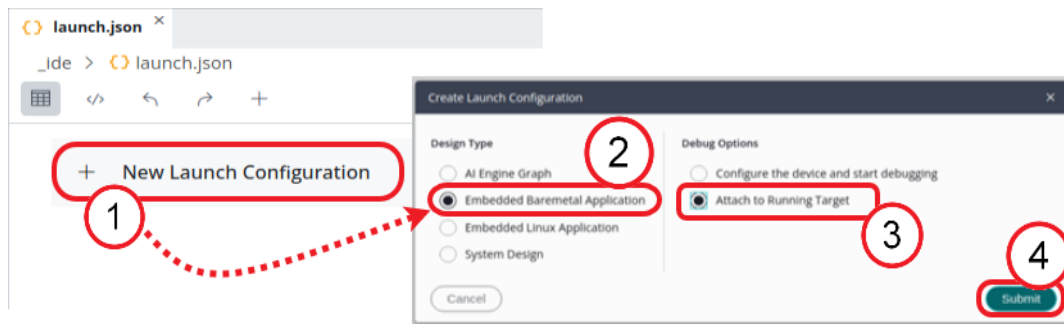 {} launch.json ×
_ide > {} launch.json
</> +
+ New Launch Configuration
1
Create Launch Configuration ×
Design Type
2
AI Engine Graph
Embedded Baremetal Application
Embedded Linux Application
System Design
Debug Options
Configure the device and start debugging
Attach to Running Target
3
4
Cancel
Submit